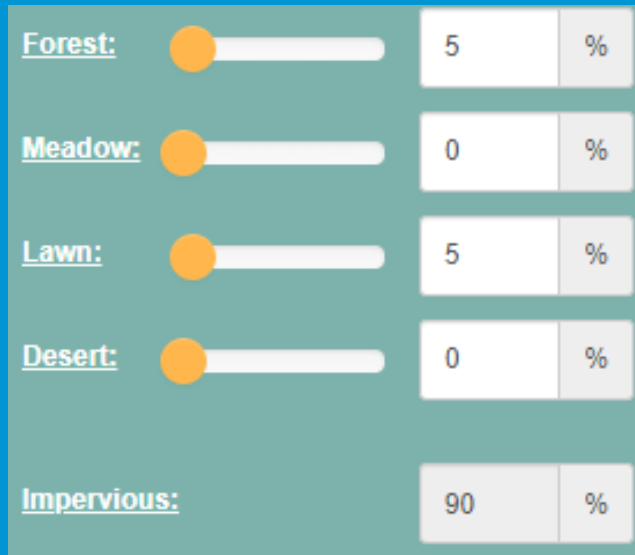 Forest: 5 %
Meadow: 0 %
Lawn: 5 %
Desert: 0 %
Impervious: 90 %